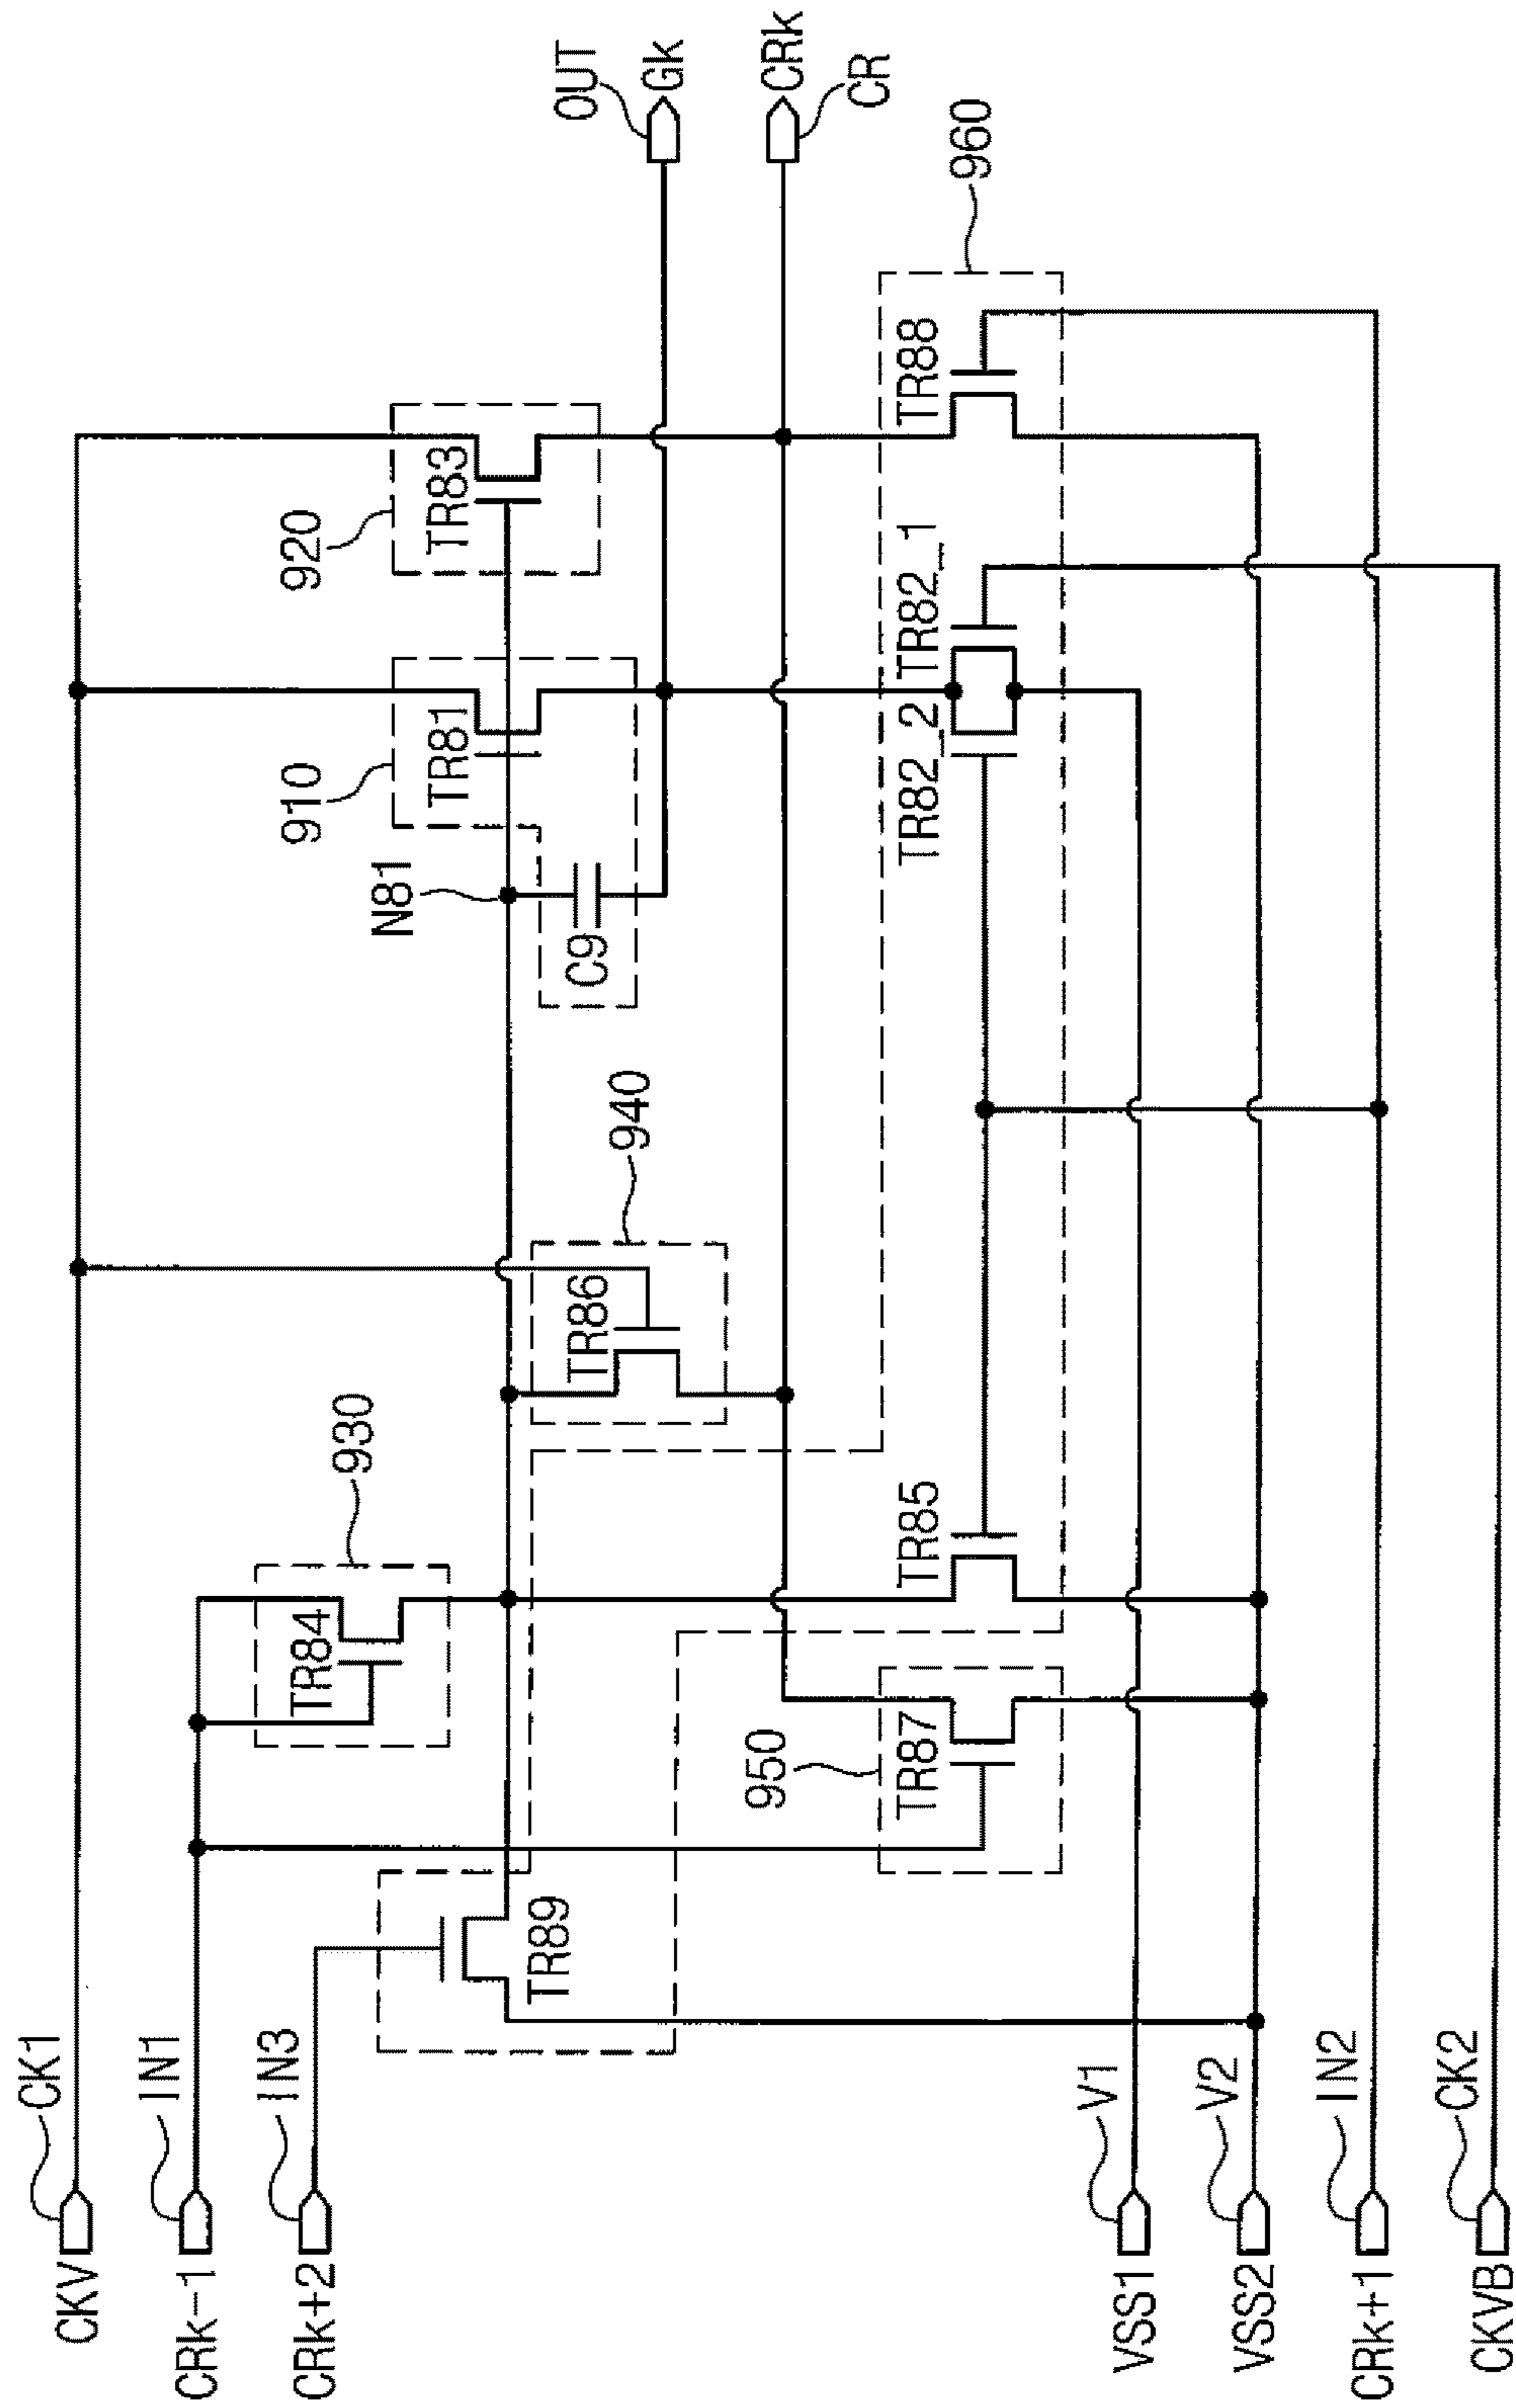 CKV
CK1
CRk-1
IN1
CRk+2
IN3
VSS1
V1
VSS2
V2
CRk+1
IN2
CKVB
CK2
TR89
930
TR84
950
TR87
TR85
940
TR86
N81
C9
910
TR81
920
TR83
TR82_2
TR82_1
TR88
960
OUT
Gk
CRk
CR